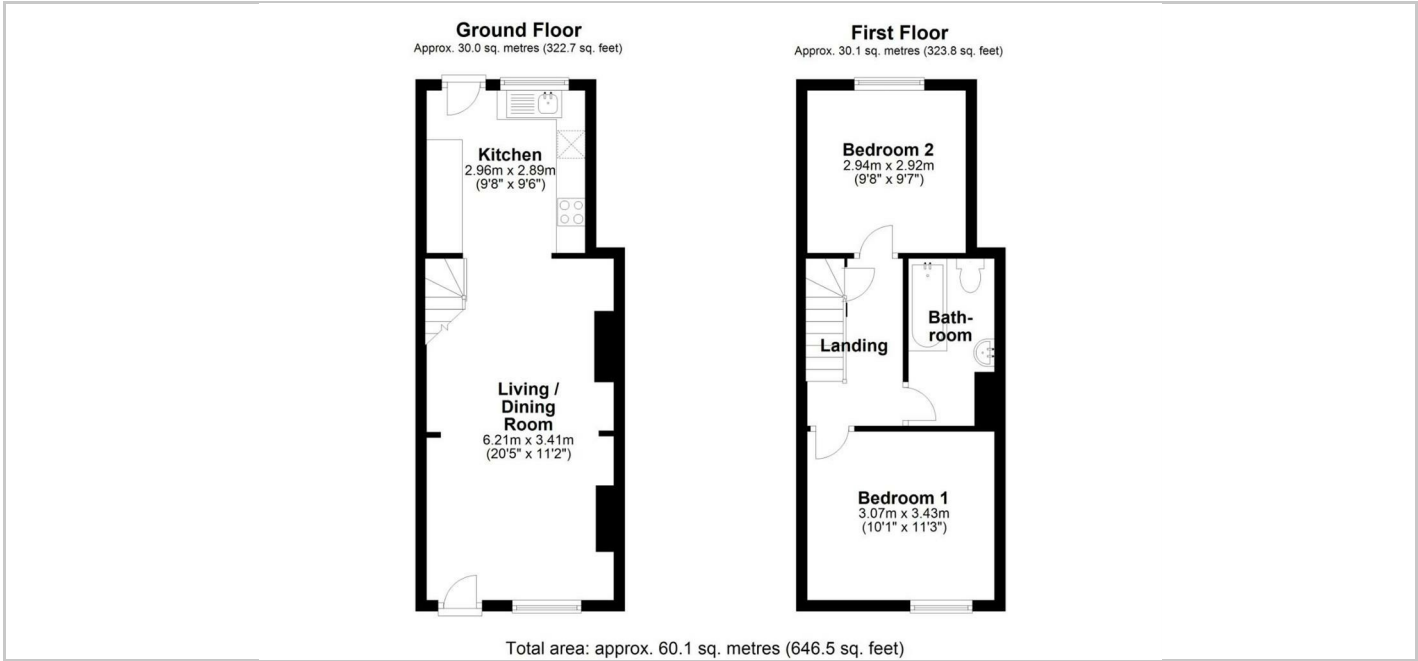 Ground Floor
Approx. 30.0 sq. metres (322.7 sq. feet)
Kitchen
2.96m x 2.89m
(9'8" x 9'6")
Living /
Dining
Room
6.21m x 3.41m
(20'5" x 11'2")
First Floor
Approx. 30.1 sq. metres (323.8 sq. feet)
Bedroom 2
2.94m x 2.92m
(9'8" x 9'7")
Landing
Bath-
room
Bedroom 1
3.07m x 3.43m
(10'1" x 11'3")
Total area: approx. 60.1 sq. metres (646.5 sq. feet)